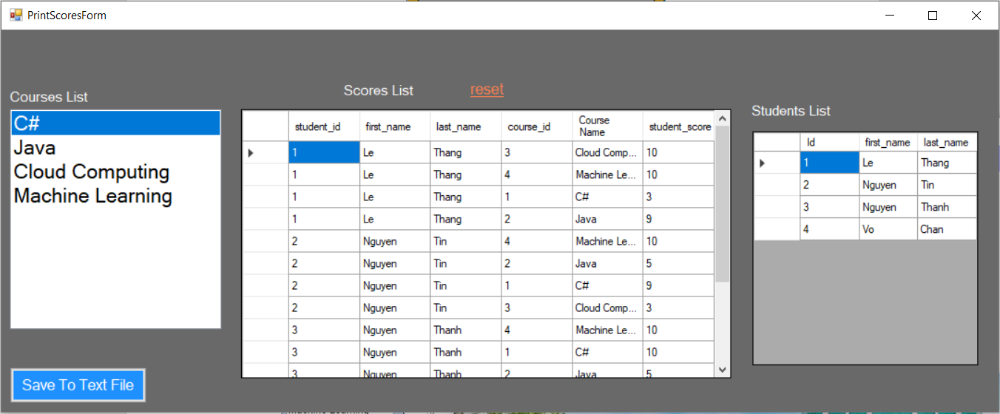 PrintScoresForm
Scores List reset
Courses List
Students List
C#
Java
Cloud Computing
Machine Learning
student_id first_name last_name course_id Course Name student_score
1 Le Thang 3 Cloud Comp... 10
1 Le Thang 4 Machine Le... 10
1 Le Thang 1 C# 3
1 Le Thang 2 Java 9
2 Nguyen Tin 4 Machine Le... 10
2 Nguyen Tin 2 Java 5
2 Nguyen Tin 1 C# 9
2 Nguyen Tin 3 Cloud Comp... 3
3 Nguyen Thanh 4 Machine Le... 10
3 Nguyen Thanh 1 C# 10
3 Nguyen Thanh 2 Java 5
Id first_name last_name
1 Le Thang
2 Nguyen Tin
3 Nguyen Thanh
4 Vo Chan
Save To Text File
Machine Learning